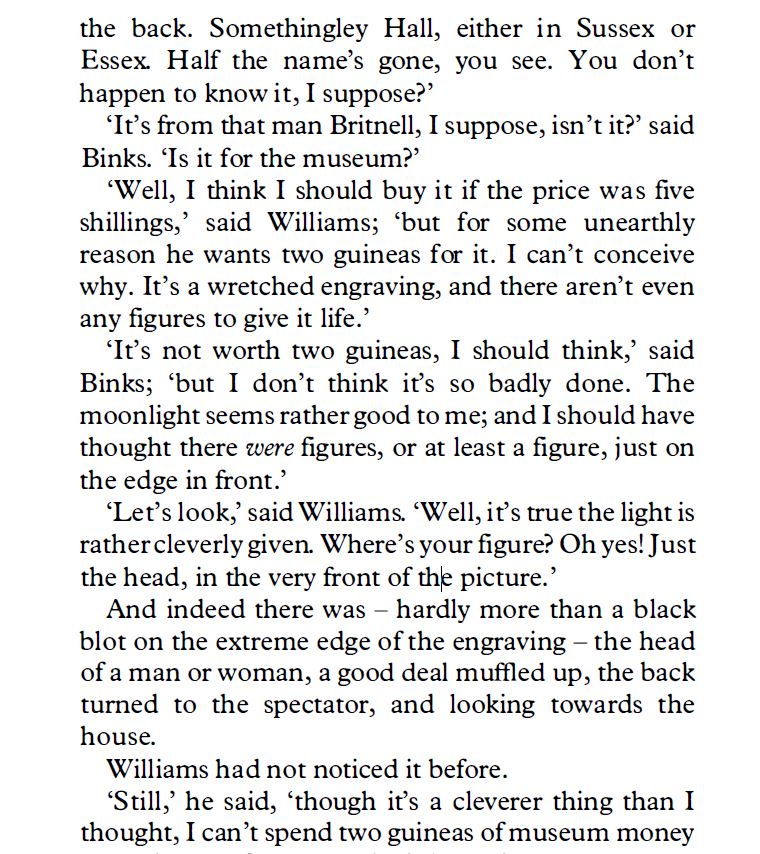 the back. Somethingley Hall, either in Sussex or
Essex. Half the name’s gone, you see. You don’t
happen to know it, I suppose?’
‘It’s from that man Britnell, I suppose, isn’t it?’ said
Binks. ‘Is it for the museum?’
‘Well, I think I should buy it if the price was five
shillings,’ said Williams; ‘but for some unearthly
reason he wants two guineas for it. I can’t conceive
why. It’s a wretched engraving, and there aren’t even
any figures to give it life.’
‘It’s not worth two guineas, I should think,’ said
Binks; ‘but I don’t think it’s so badly done. The
moonlight seems rather good to me; and I should have
thought there were figures, or at least a figure, just on
the edge in front.’
‘Let’s look,’ said Williams. ‘Well, it’s true the light is
rather cleverly given. Where’s your figure? Oh yes! Just
the head, in the very front of the picture.’
And indeed there was – hardly more than a black
blot on the extreme edge of the engraving – the head
of a man or woman, a good deal muffled up, the back
turned to the spectator, and looking towards the
house.
Williams had not noticed it before.
‘Still,’ he said, ‘though it’s a cleverer thing than I
thought, I can’t spend two guineas of museum money